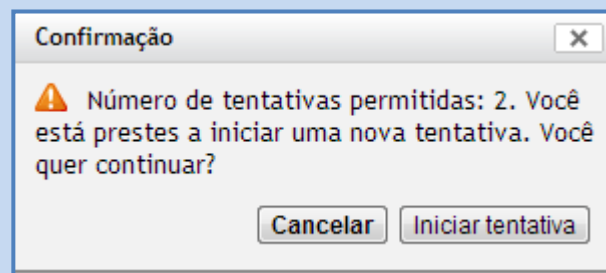 Confirmação
Número de tentativas permitidas: 2. Você
está prestes a iniciar uma nova tentativa. Você
quer continuar?
Cancelar Iniciar tentativa